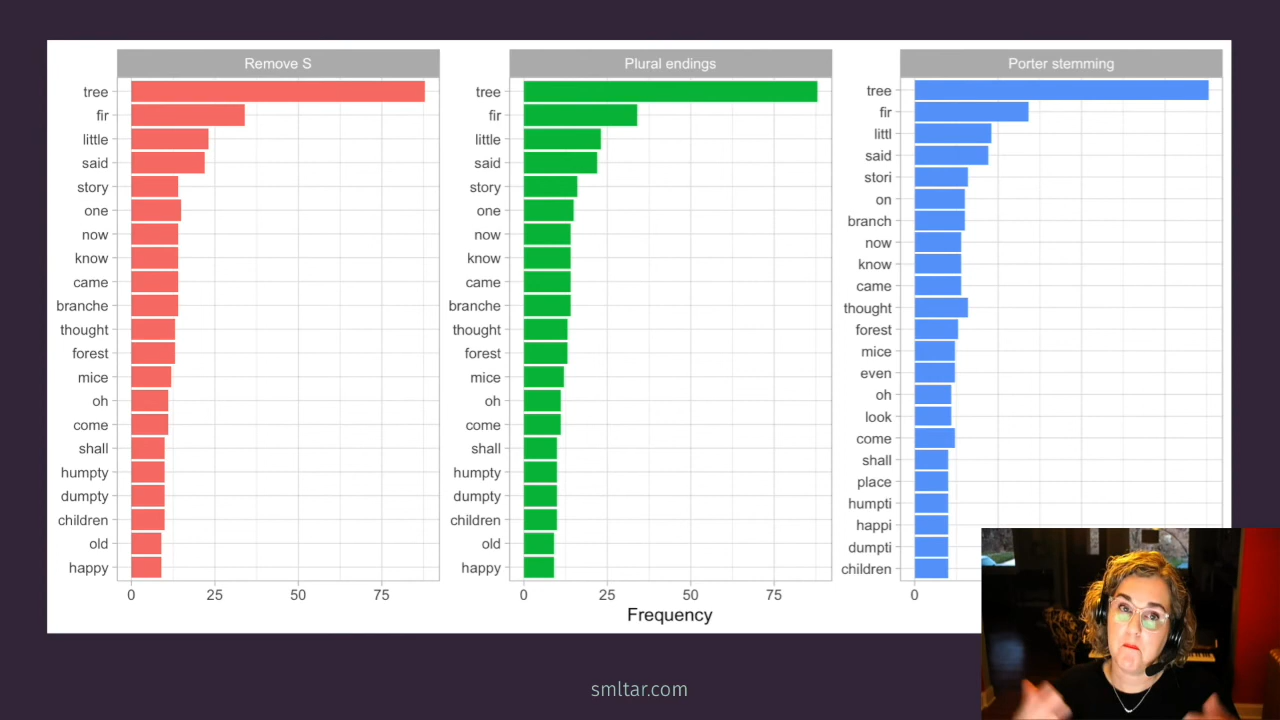 Remove S
tree
fir
little
said
story
one
now
know
came
branche
thought
forest
mice
oh
come
shall
humpty
dumpty
children
old
happy
0 25 50 75
Plural endings
tree
fir
little
said
story
one
now
know
came
branche
thought
forest
mice
oh
come
shall
humpty
dumpty
children
old
happy
0 25 50 75
Frequency
Porter stemming
tree
fir
littl
said
stori
on
branch
now
know
came
thought
forest
mice
even
oh
look
come
shall
place
humpti
happi
dumpti
children
0
smltar.com